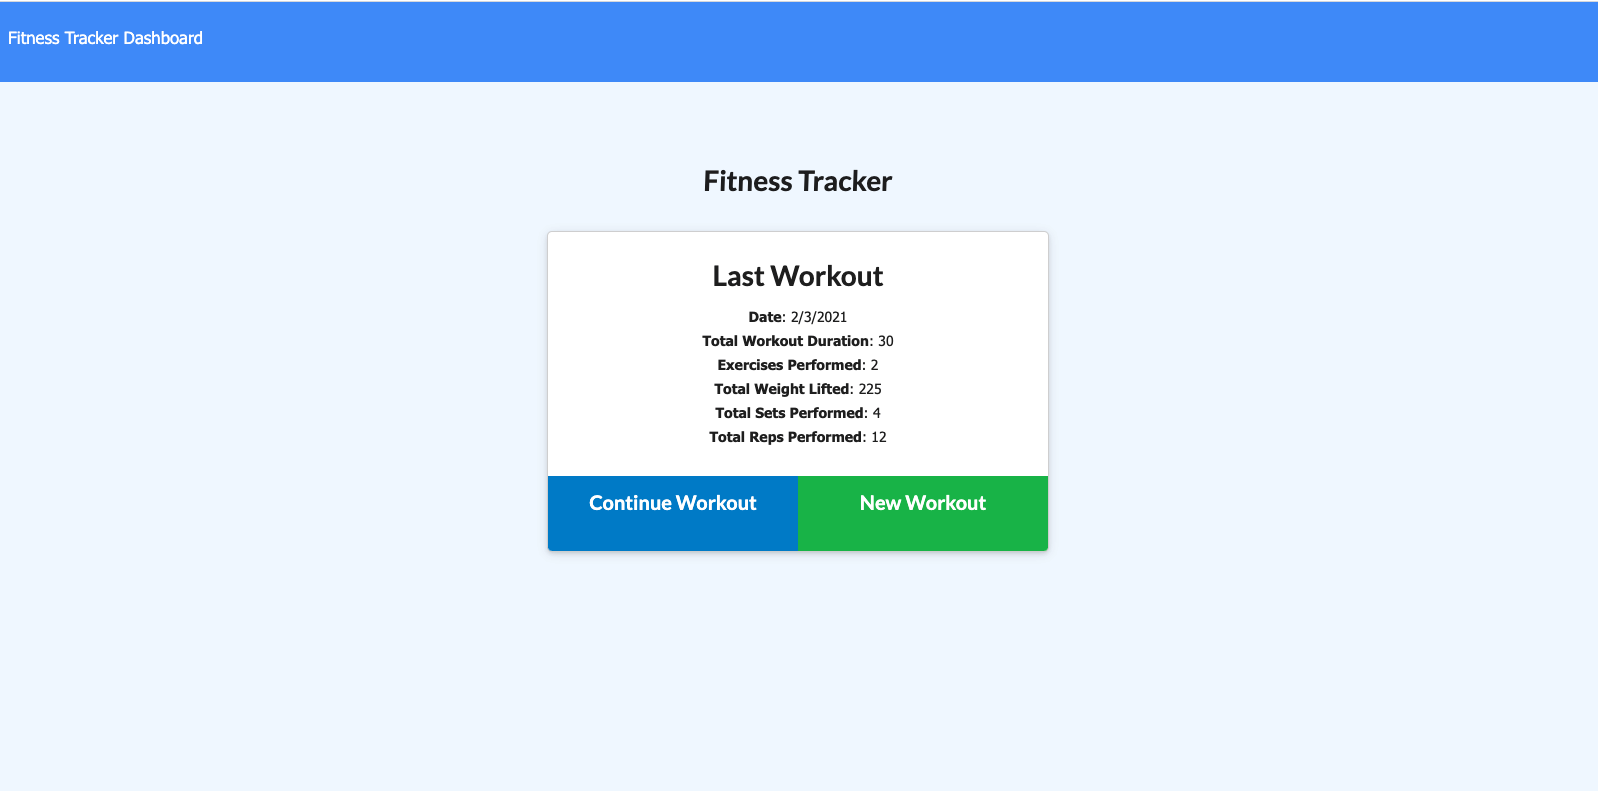 Fitness Tracker Dashboard
Fitness Tracker
Last Workout
Date: 2/3/2021
Total Workout Duration: 30
Exercises Performed: 2
Total Weight Lifted: 225
Total Sets Performed: 4
Total Reps Performed: 12
Continue Workout
New Workout